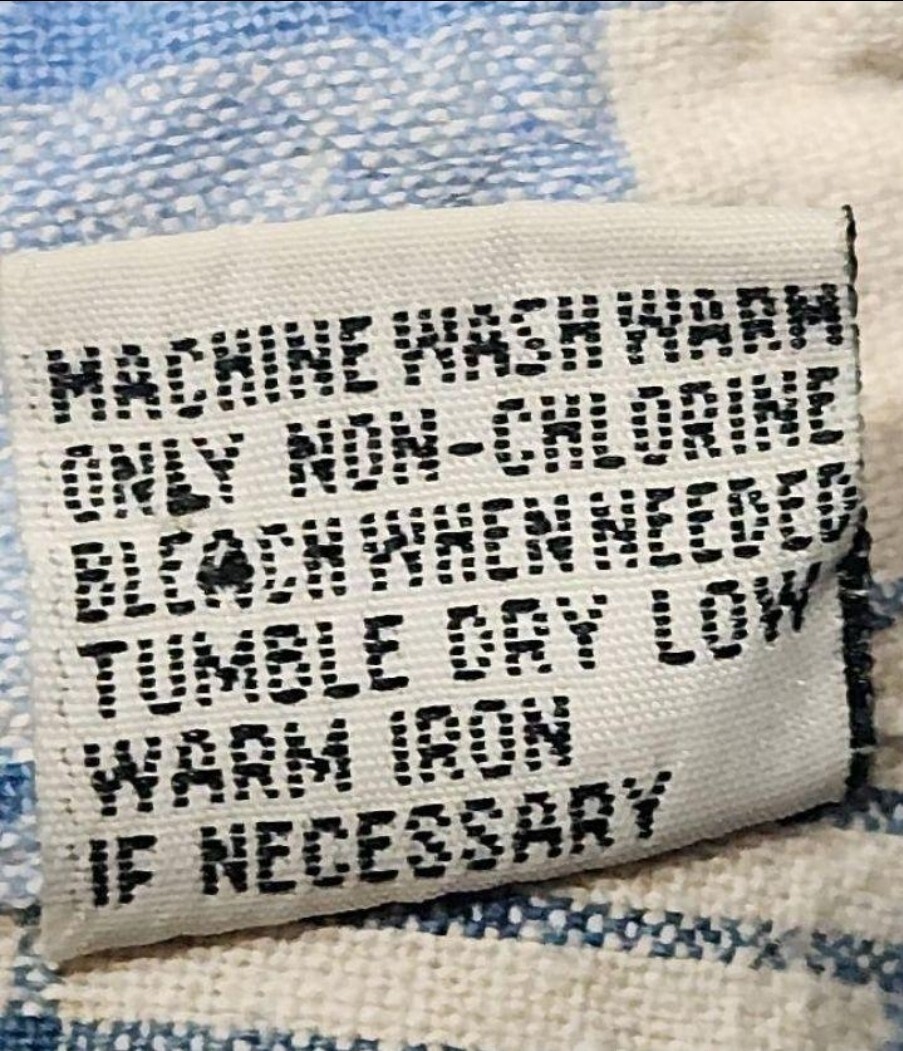 MACHINE WASH WARM
ONLY NON-CHLORINE
BLEACH WHEN NEEDED
TUMBLE DRY LOW
WARM IRON
IF NECESSARY